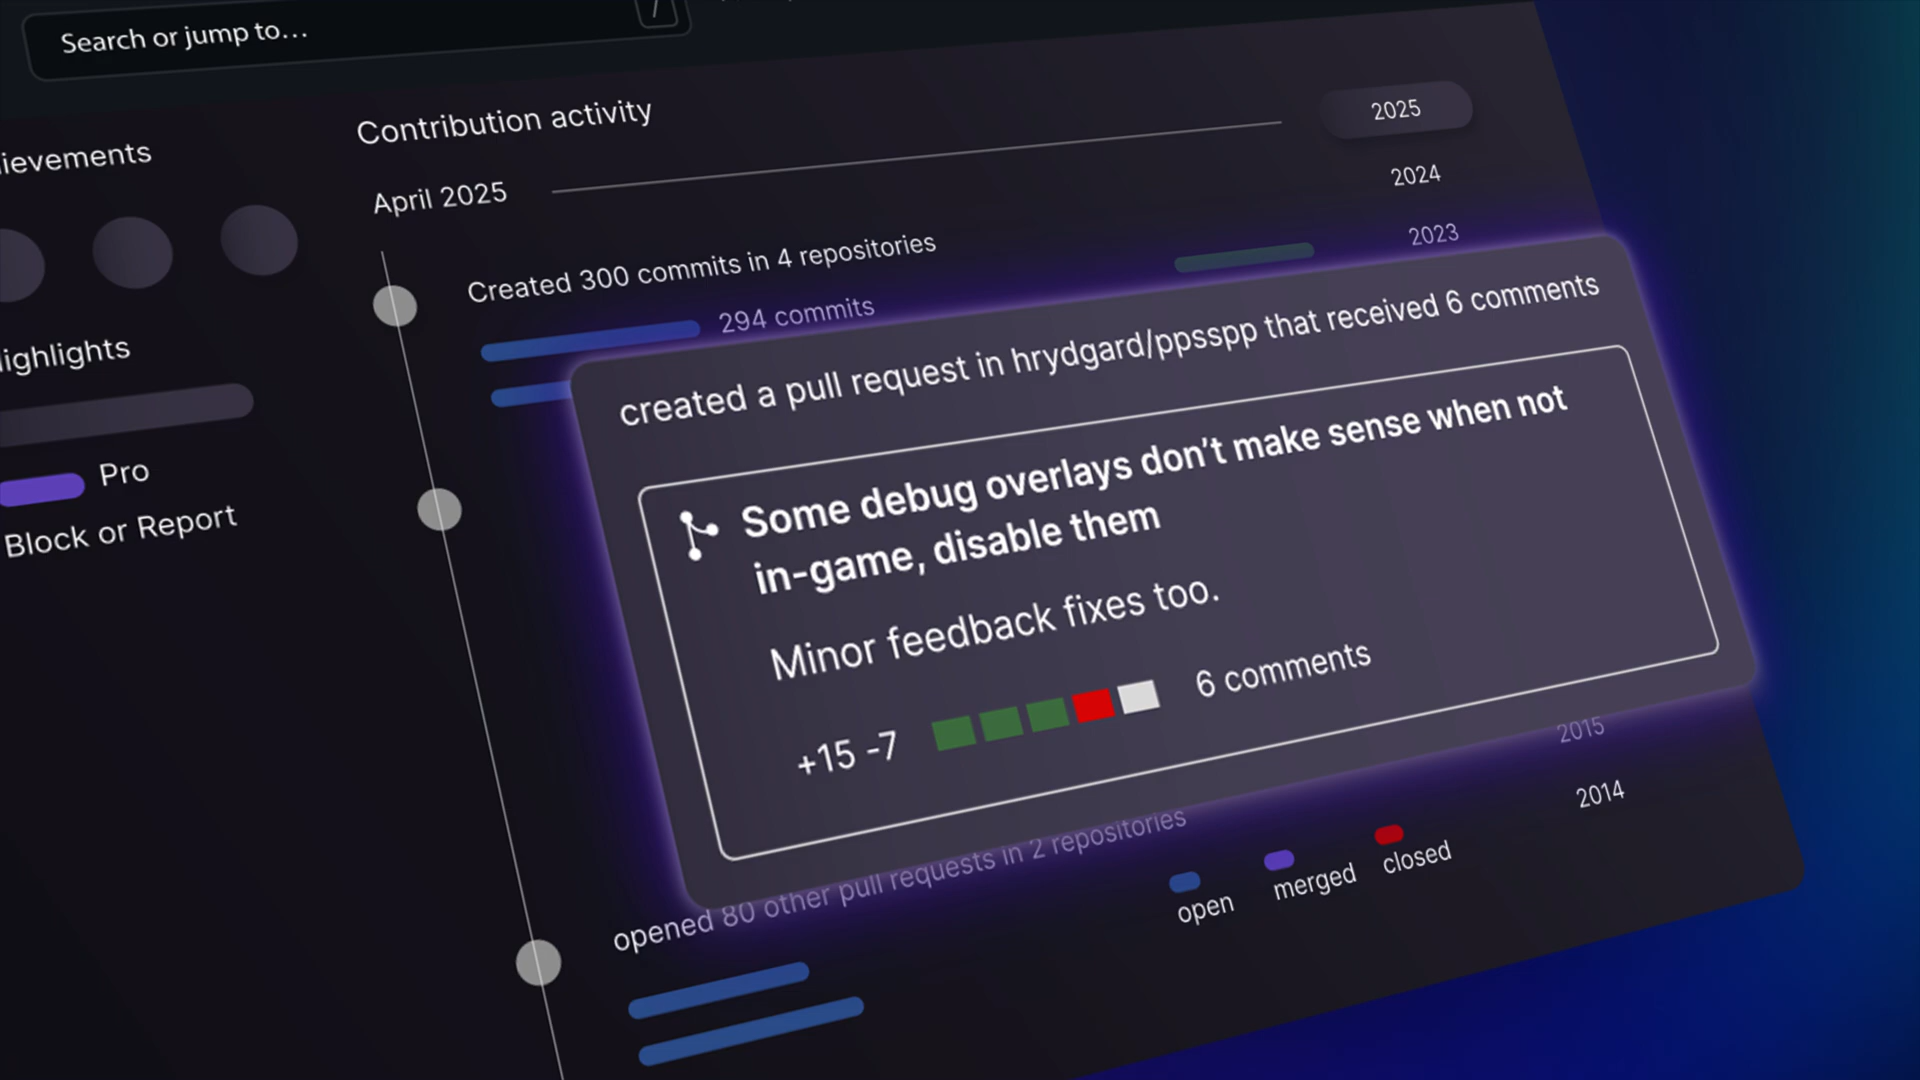 Search or jump to...
/
ievements
ighlights
Pro
Block or Report
Contribution activity
April 2025
Created 300 commits in 4 repositories
294 commits
2025
2024
2023
created a pull request in hrydgard/ppsspp that received 6 comments
Some debug overlays don't make sense when not
in-game, disable them
Minor feedback fixes too.
+15 -7
6 comments
2015
2014
opened 80 other pull requests in 2 repositories
open
merged
closed